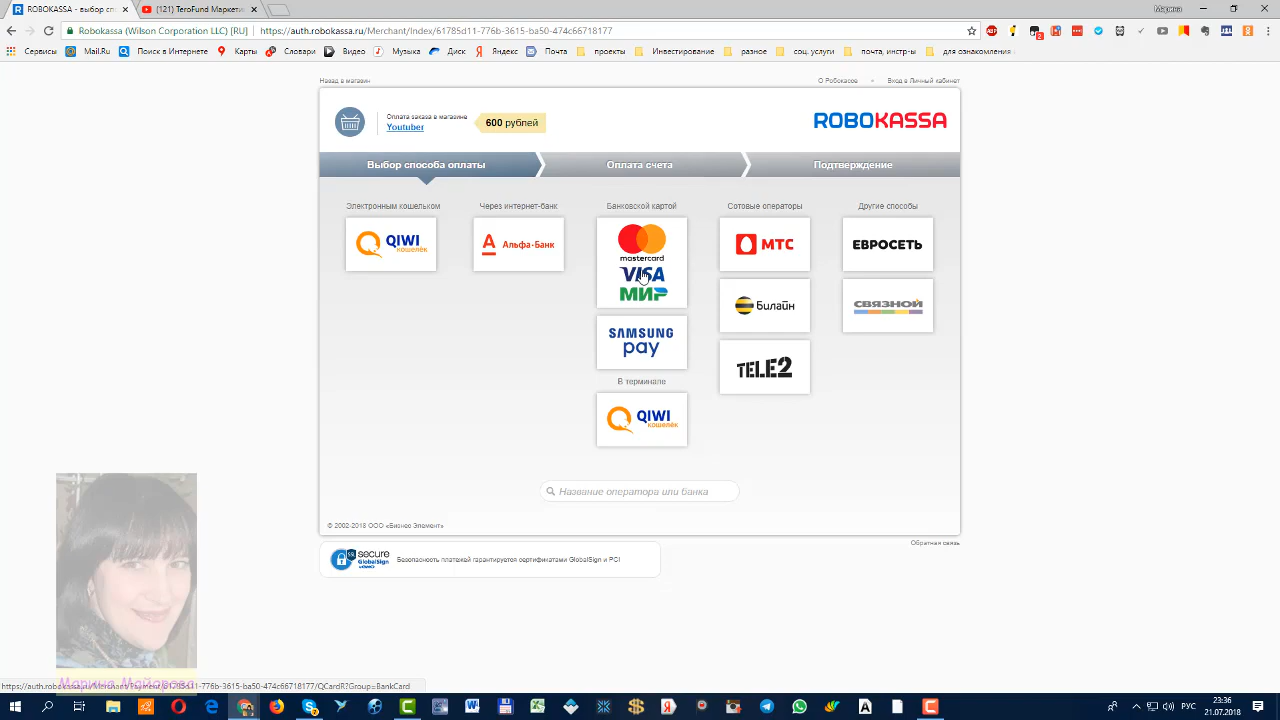 ROBOKASSA - выбор сп
(121) TeroFund Маркети
Марина
Robokassa (Wilson Corporation LLC) [RU]
https://auth.robokassa.ru/Merchant/Index/61785d11-776b-3615-ba50-474c66718177
Сервисы
Mail.Ru
Поиск в Интернете
Карты
Словари
Видео
Музыка
Диск
Яндекс
Почта
проекты
Инвестирование
разное
соц.услуги
почта, инстр-ы
для ознакомления
Назад в магазин
О Робокассе
Вход в Личный кабинет
Оплата заказа в магазине
Youtuber
600 рублей
ROBOKASSA
Выбор способа оплаты
Оплата счета
Подтверждение
Электронным кошельком
Через интернет-банк
Банковской картой
Сотовые операторы
Другие способы
QIWI
кошелёк
Альфа·Банк
mastercard
VISA
МИР
МТС
ЕВРОСЕТЬ
SAMSUNG
pay
Билайн
СВЯЗНОЙ
В терминале
QIWI
кошелёк
TELE2
Название оператора или банка
© 2002-2018 ООО «Бизнес Элемент»
Обратная связь
secure
GlobalSign
Безопасность платежей гарантируется сертификатами GlobalSign и PCI
Марина Майорова
https://auth.robokassa.ru/Merchant/Payment/61785d11-776b-3615-ba50-474c66718177/QCardR?Group=BankCard
РУС
23:36
21.07.2018